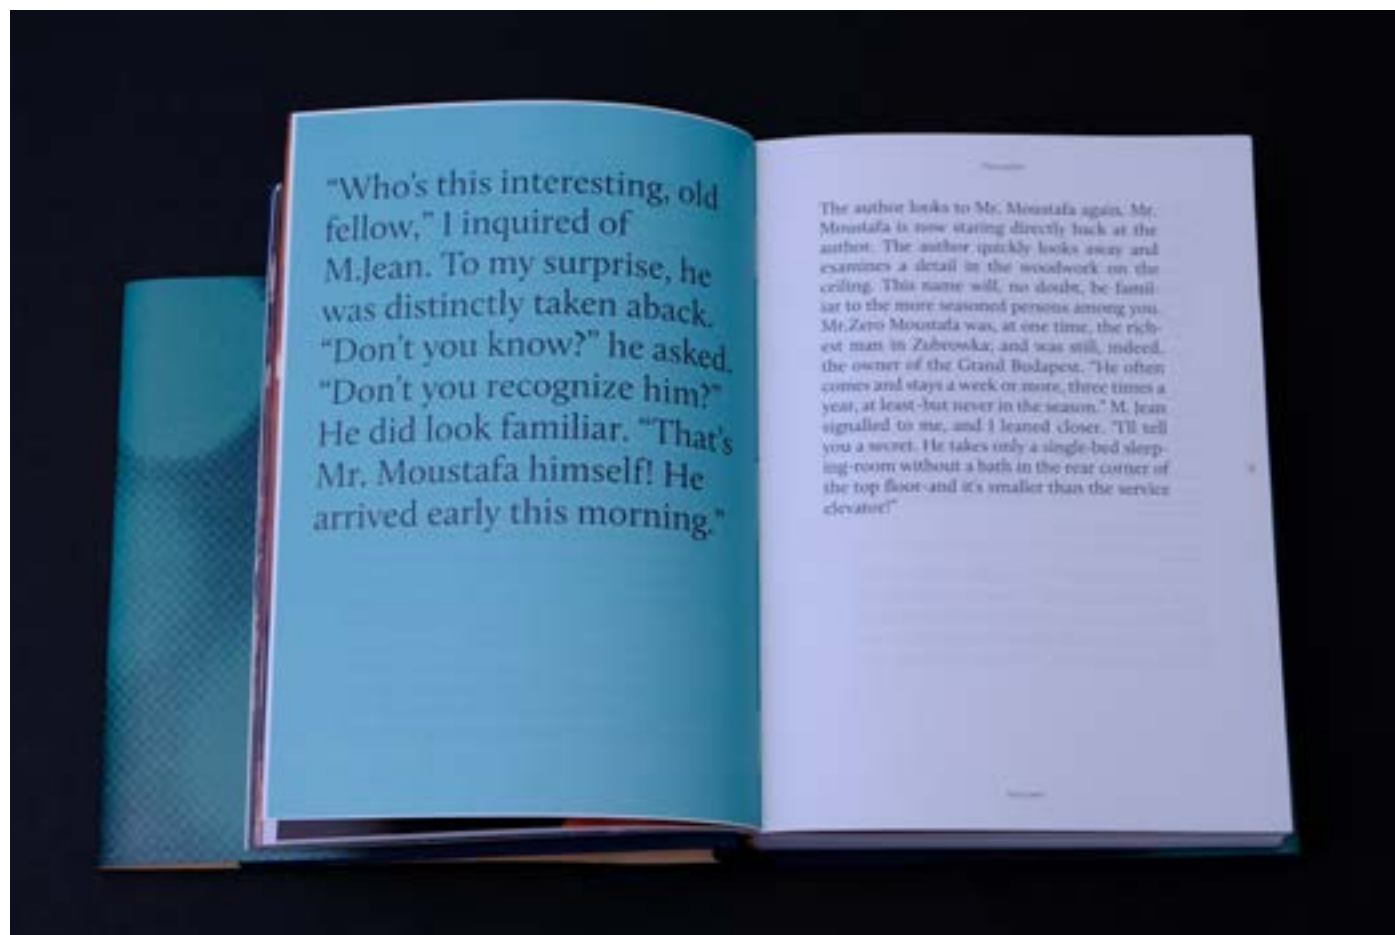 “Who’s this interesting, old
fellow,” I inquired of
M.Jean. To my surprise, he
was distinctly taken aback.
“Don’t you know?” he asked.
“Don’t you recognize him?”
He did look familiar. “That’s
Mr. Moustafa himself! He
arrived early this morning.”
The author looks to Mr. Moustafa again. Mr.
Moustafa is now staring directly back at the
author. The author quickly looks away and
examines a detail in the woodwork on the
ceiling. This name will, no doubt, be famil-
iar to the more seasoned persons among you.
Mr.Zero Moustafa was, at one time, the rich-
est man in Zubrowka; and was still, indeed,
the owner of the Grand Budapest. “He often
comes and stays a week or more, three times a
year, at least-but never in the season.” M. Jean
signalled to me, and I leaned closer. “I’ll tell
you a secret. He takes only a single-bed sleep-
ing-room without a bath in the rear corner of
the top floor-and it’s smaller than the service
elevator!”